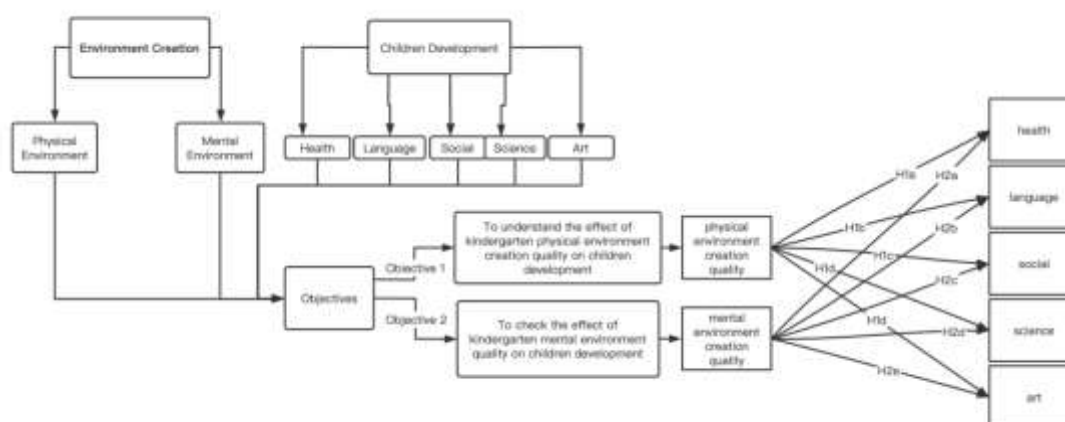 Environment Creation
Children Development
Physical
Environment
Mental
Environment
Health
Language
Social
Science
Art
Objectives
Objective 1
Objective 2
To understand the effect of
kindergarten physical environment
creation quality on children
development
To check the effect of
kindergarten mental environment
quality on children development
physical
environment
creation
quality
mental
environment
creation
quality
H1a
H2a
H1b
H2b
H1c
H1d
H2c
H1d
H2d
H2e
health
language
social
science
art